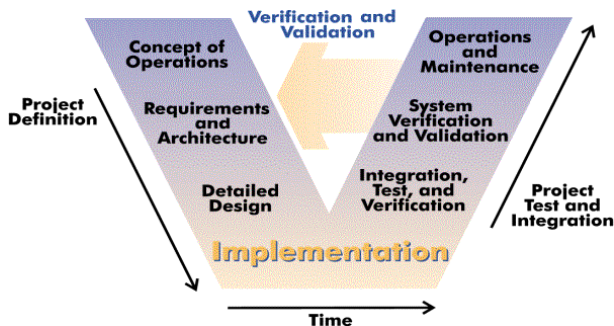 Verification and
Validation
Concept of
Operations
Operations
and
Maintenance
Project
Definition
Requirements
and
Architecture
System
Verification
and Validation
Detailed
Design
Integration,
Test, and
Verification
Project
Test and
Integration
Implementation
Time